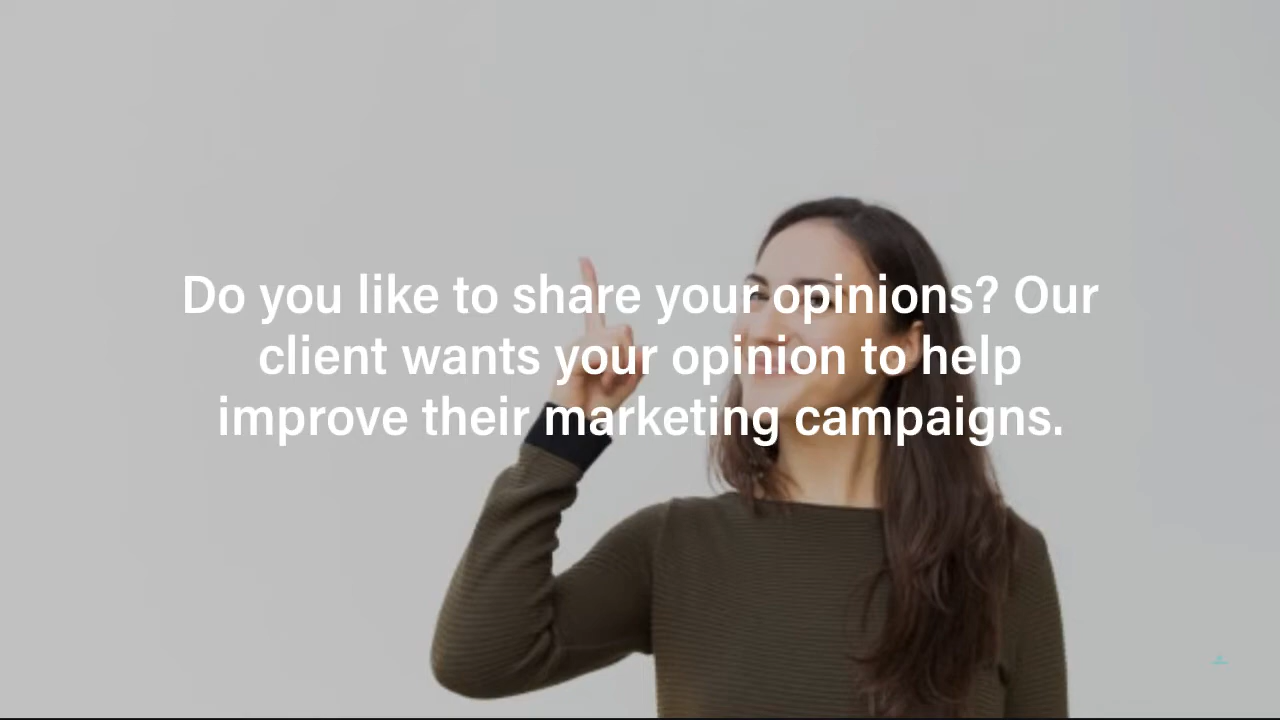 Do you like to share your opinions? Our
client wants your opinion to help
improve their marketing campaigns.